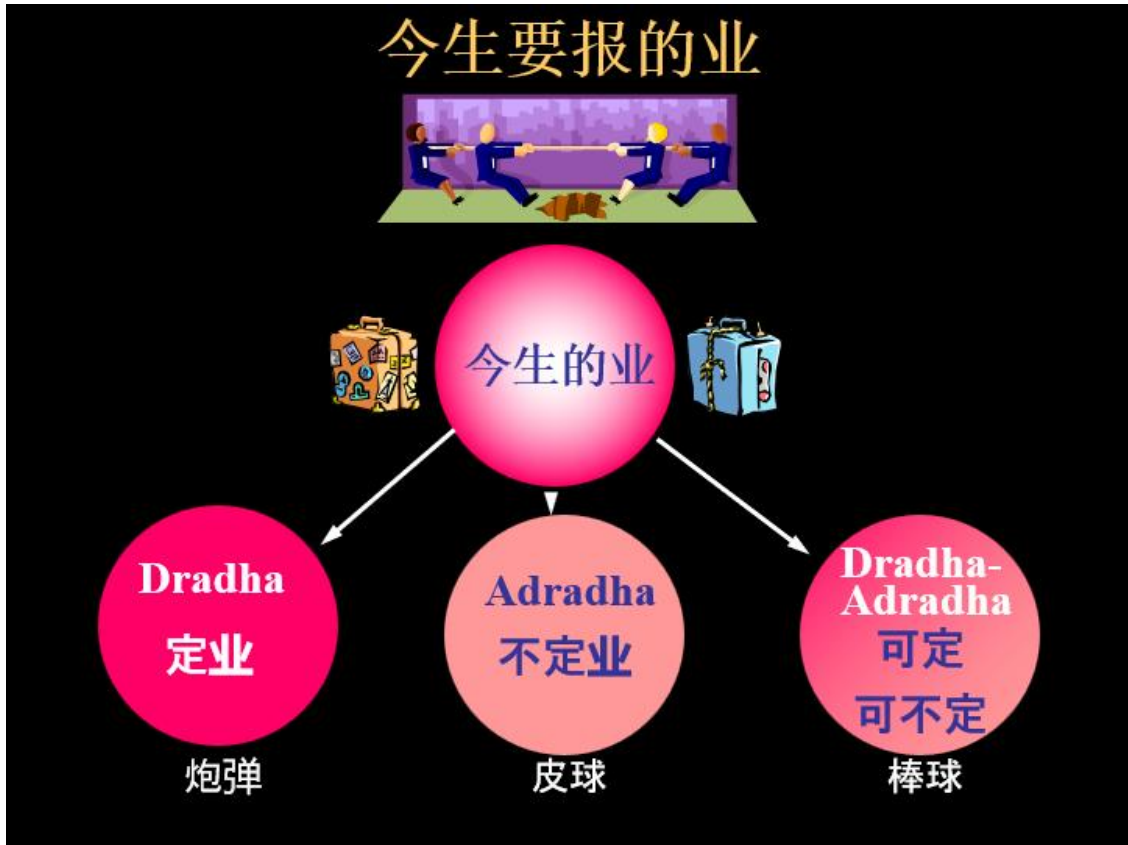 今生要报的业
今生的业
Dradha
定业
炮弹
Adradha
不定业
皮球
Dradha-
Adradha
可定
可不定
棒球